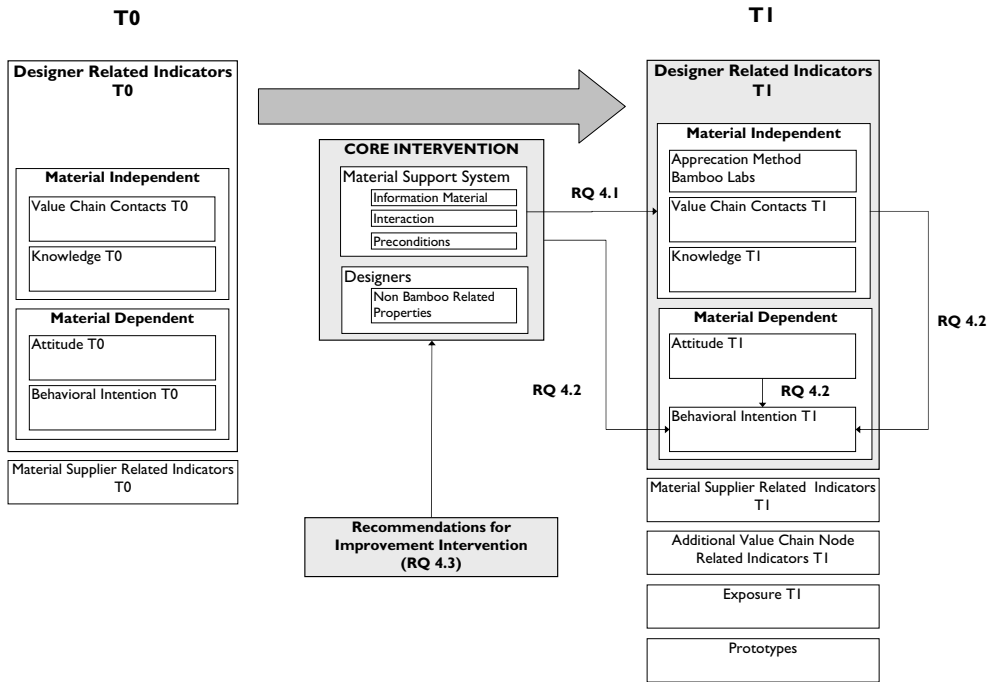 T0
Designer Related Indicators
T0
Material Independent
Value Chain Contacts T0
Knowledge T0
Material Dependent
Attitude T0
Behavioral Intention T0
Material Supplier Related Indicators
T0
CORE INTERVENTION
Material Support System
Information Material
Interaction
Preconditions
Designers
Non Bamboo Related
Properties
Recommendations for
Improvement Intervention
(RQ 4.3)
RQ 4.1
RQ 4.2
T1
Designer Related Indicators
T1
Material Independent
Apprecation Method
Bamboo Labs
Value Chain Contacts T1
Knowledge T1
Material Dependent
Attitude T1
RQ 4.2
Behavioral Intention T1
RQ 4.2
Material Supplier Related Indicators
T1
Additional Value Chain Node
Related Indicators T1
Exposure T1
Prototypes